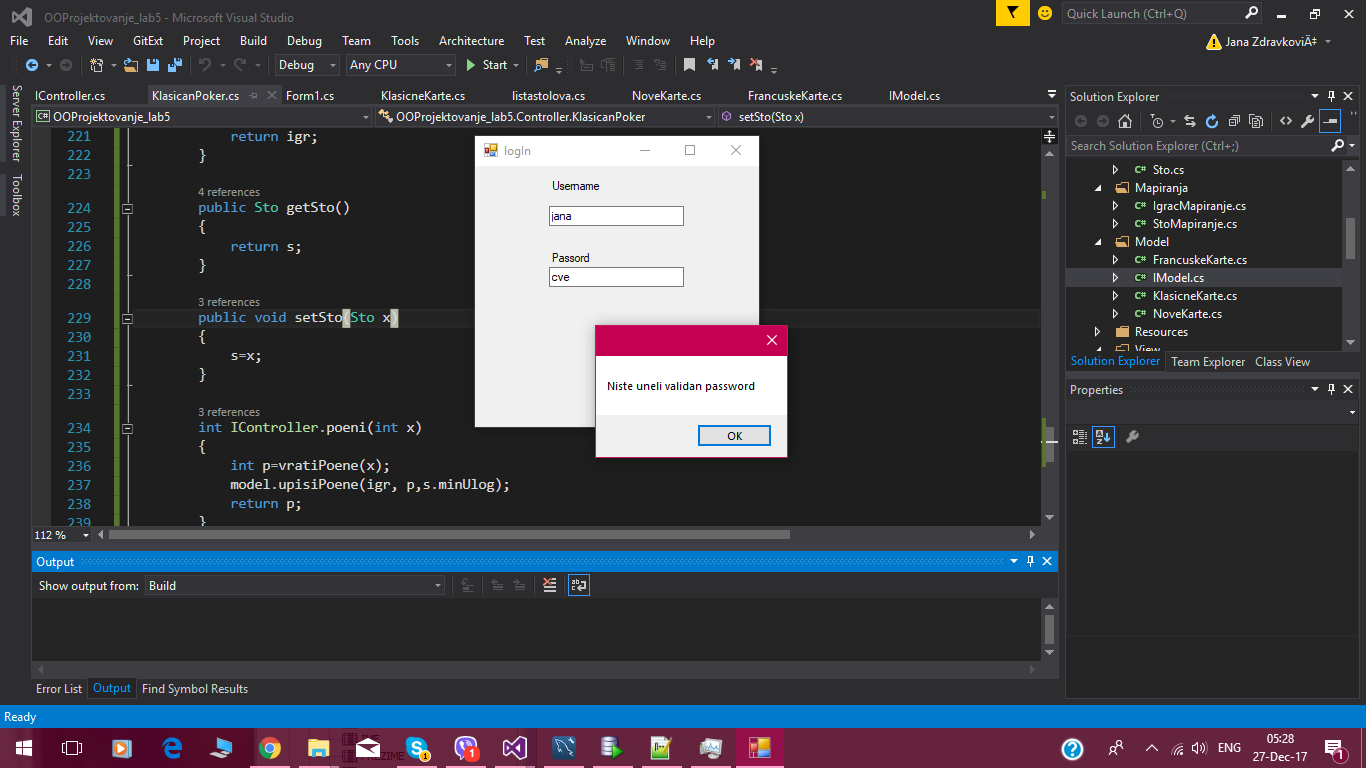 OOProjektovanje_lab5 - Microsoft Visual Studio
Quick Launch (Ctrl+Q)
File Edit View GitExt Project Build Debug Team Tools Architecture Test Analyze Window Help
Jana ZdravkoviÄ‡
Debug Any CPU Start
Server Explorer
Toolbox
IController.cs KlasicanPoker.cs Form1.cs KlasicneKarte.cs listastolova.cs NoveKarte.cs FrancuskeKarte.cs IModel.cs
OOProjektovanje_lab5 OOProjektovanje_lab5.Controller.KlasicanPoker setSto(Sto x)
221 return igr;
222 }
223
4 references
224 public Sto getSto()
225 {
226 return s;
227 }
228
3 references
229 public void setSto(Sto x)
230 {
231 s=x;
232 }
233
3 references
234 int IController.poeni(int x)
235 {
236 int p=vratiPoene(x);
237 model.upisiPoene(igr, p,s.minUlog);
238 return p;
239 }
112 %
logIn
Username
jana
Passord
cve
Niste uneli validan password
OK
Output
Show output from: Build
Error List Output Find Symbol Results
Solution Explorer
Search Solution Explorer (Ctrl+;)
C# Sto.cs
Mapiranja
C# IgracMapiranje.cs
C# StoMapiranje.cs
Model
C# FrancuskeKarte.cs
C# IModel.cs
C# KlasicneKarte.cs
C# NoveKarte.cs
Resources
View
Solution Explorer Team Explorer Class View
Properties
Ready
IME
PREZIME
1
1
ENG
05:28
27-Dec-17
1